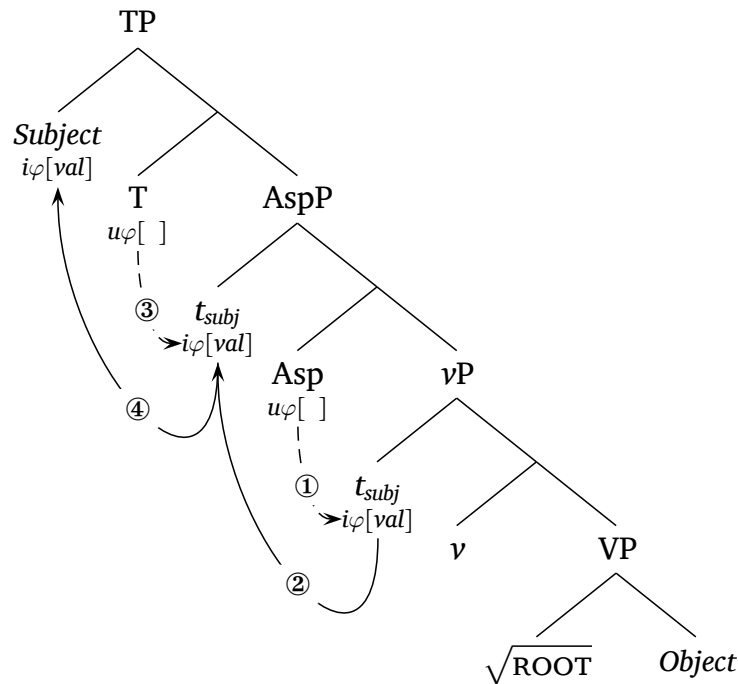 TP
Subject
iφ[val]
T AspP
uφ[ ]
③ t_subj
iφ[val]
Asp vP
uφ[ ]
④
① t_subj
iφ[val]
v VP
②
√ROOT Object